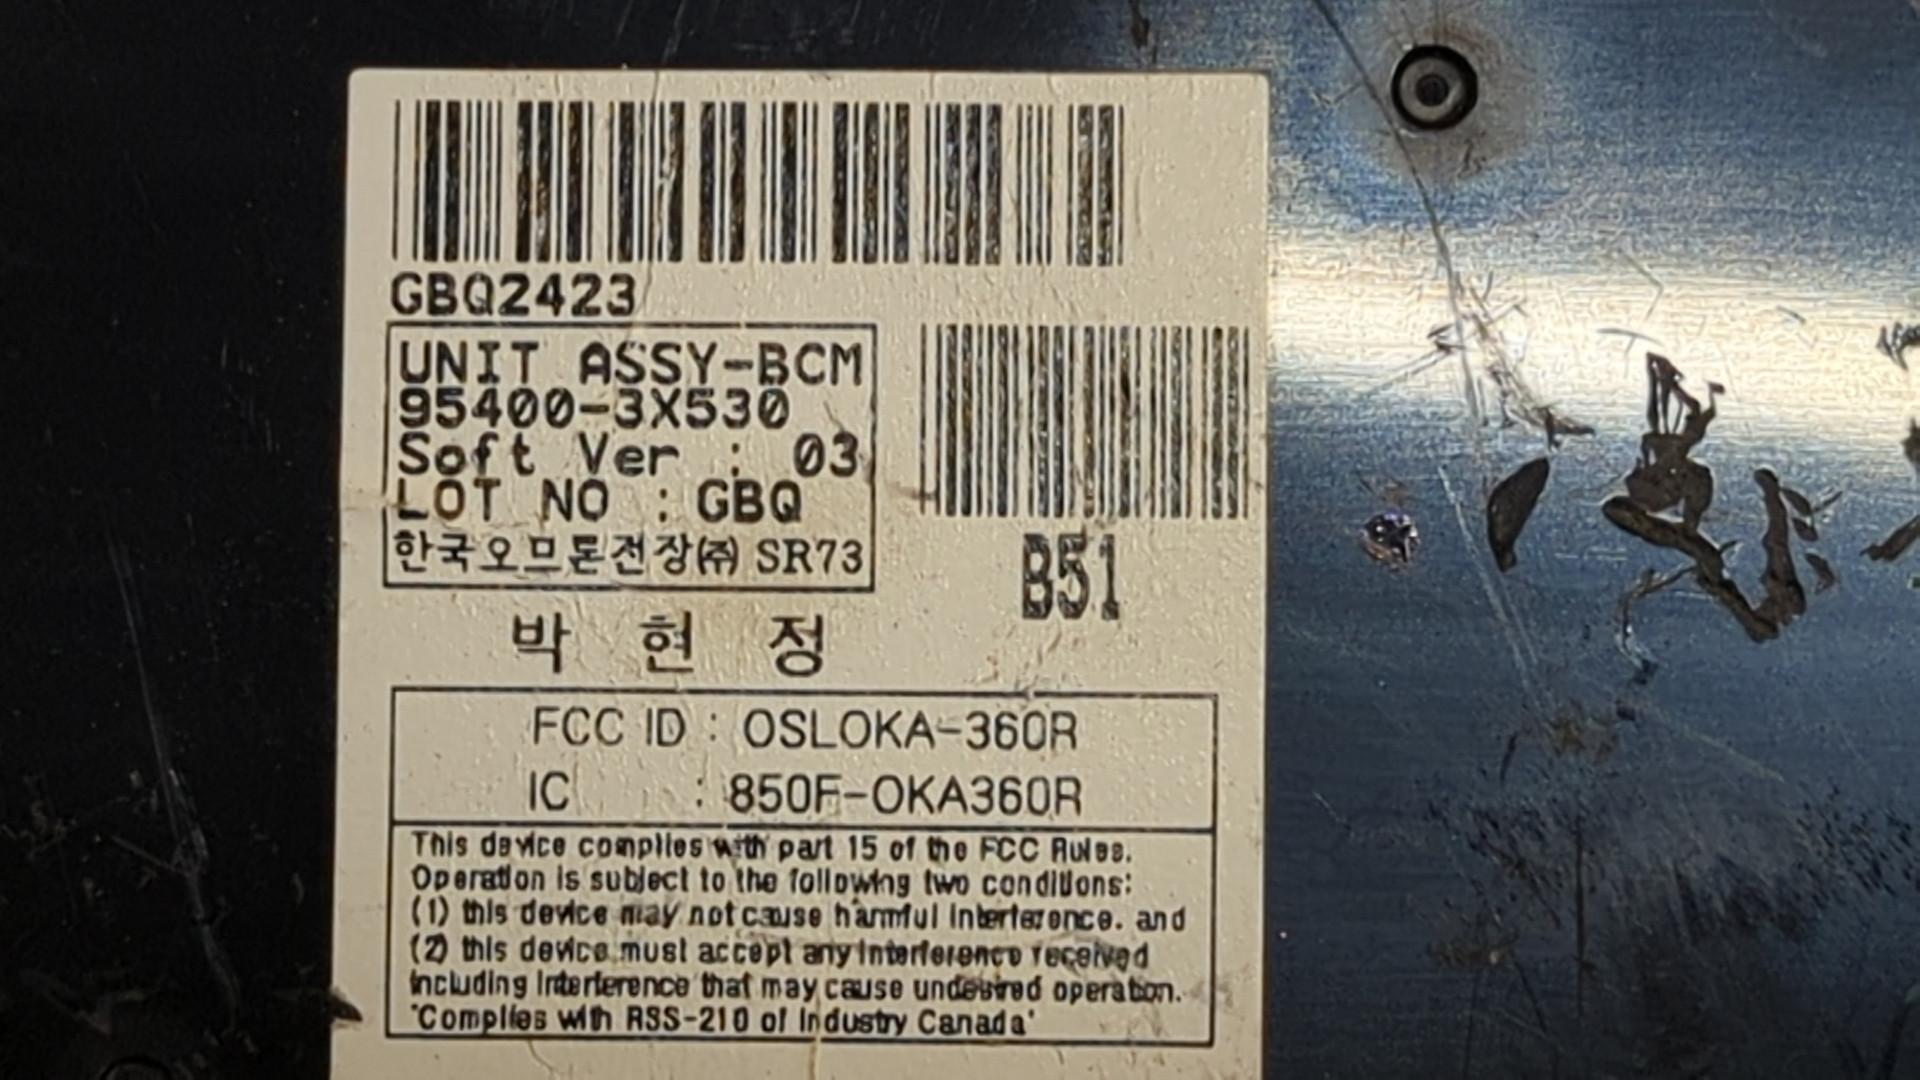 GBQ2423
UNIT ASSY-BCM
95400-3X530
Soft Ver : 03
LOT NO : GBQ
한국오므론전장㈜ SR73
B51
박 현 정
FCC ID : OSLOKA-360R
IC : 850F-OKA360R
This device complies with part 15 of the FCC Rules.
Operation is subject to the following two conditions:
(1) this device may not cause harmful interference. and
(2) this device must accept any interference received
including interference that may cause undesired operation.
"Complies with RSS-210 of Industry Canada"